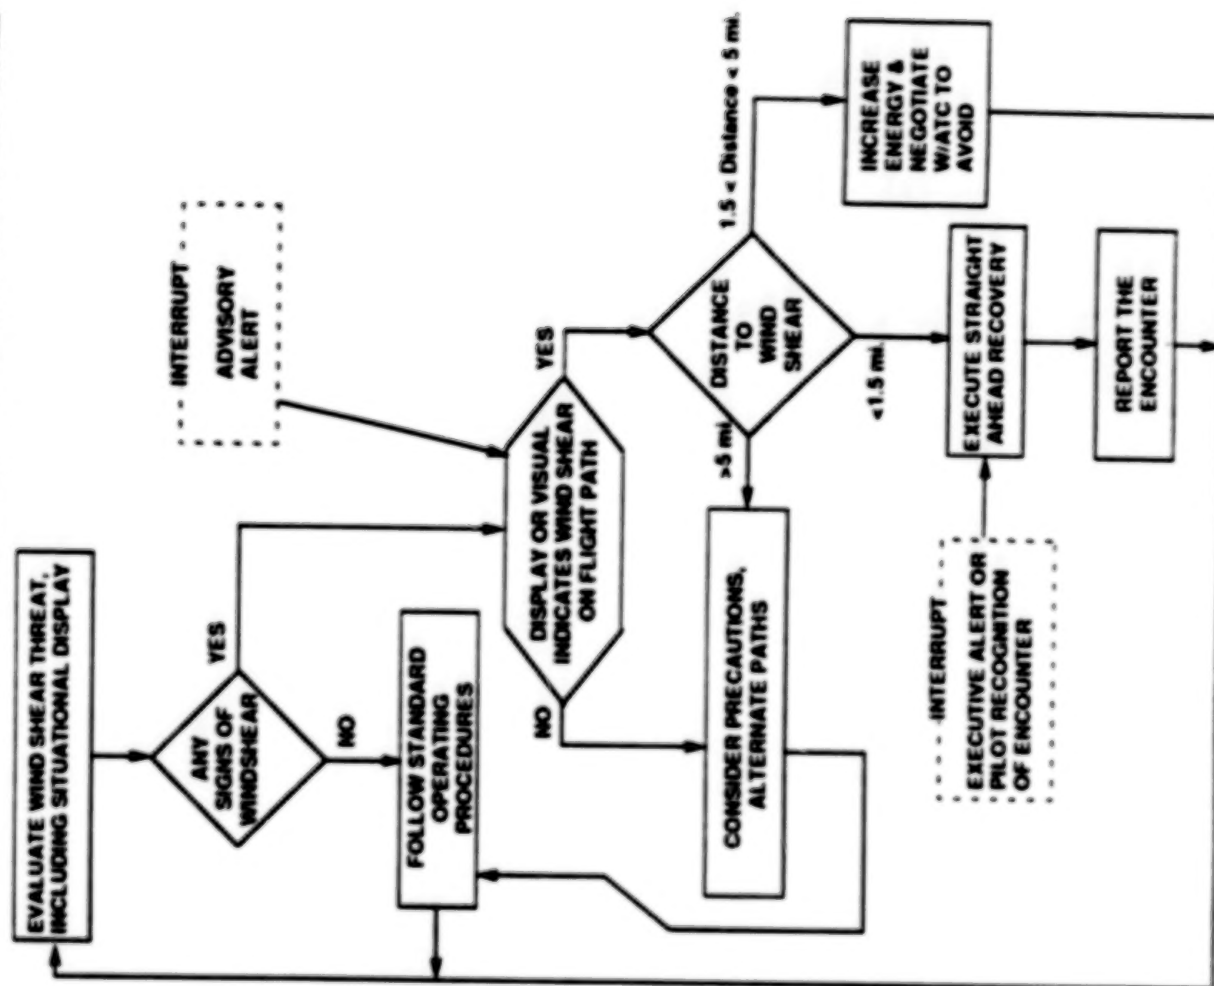 EVALUATE WIND SHEAR THREAT,
INCLUDING SITUATIONAL DISPLAY
ANY
SIGNS OF
WINDSHEAR
YES
NO
FOLLOW STANDARD
OPERATING
PROCEDURES
INTERRUPT
ADVISORY
ALERT
DISPLAY OR VISUAL
INDICATES WIND SHEAR
ON FLIGHT PATH
YES
NO
CONSIDER PRECAUTIONS,
ALTERNATE PATHS
DISTANCE
TO
WIND
SHEAR
>5 mi.
1.5 < Distance < 5 mi.
<1.5 mi.
INCREASE
ENERGY &
NEGOTIATE
W/ATC TO
AVOID
INTERRUPT
EXECUTIVE ALERT OR
PILOT RECOGNITION
OF ENCOUNTER
EXECUTE STRAIGHT
AHEAD RECOVERY
REPORT THE
ENCOUNTER